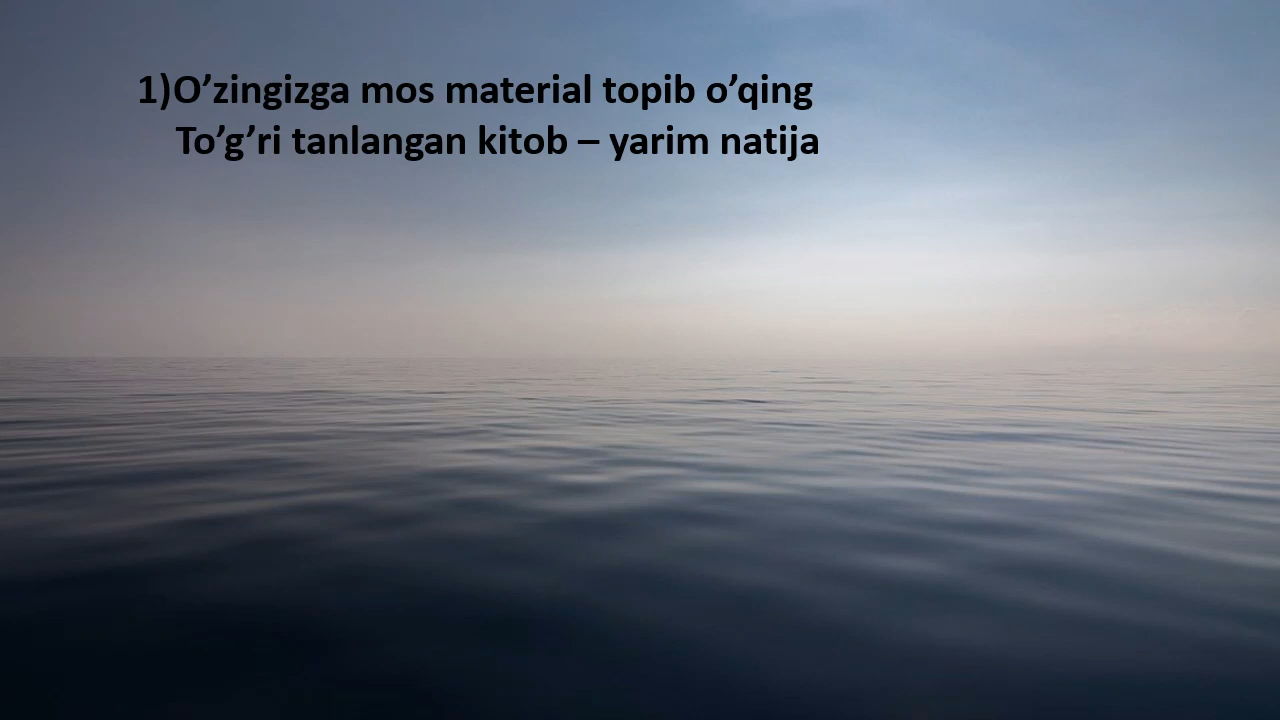 1)O’zingizga mos material topib o’qing
To’g’ri tanlangan kitob – yarim natija